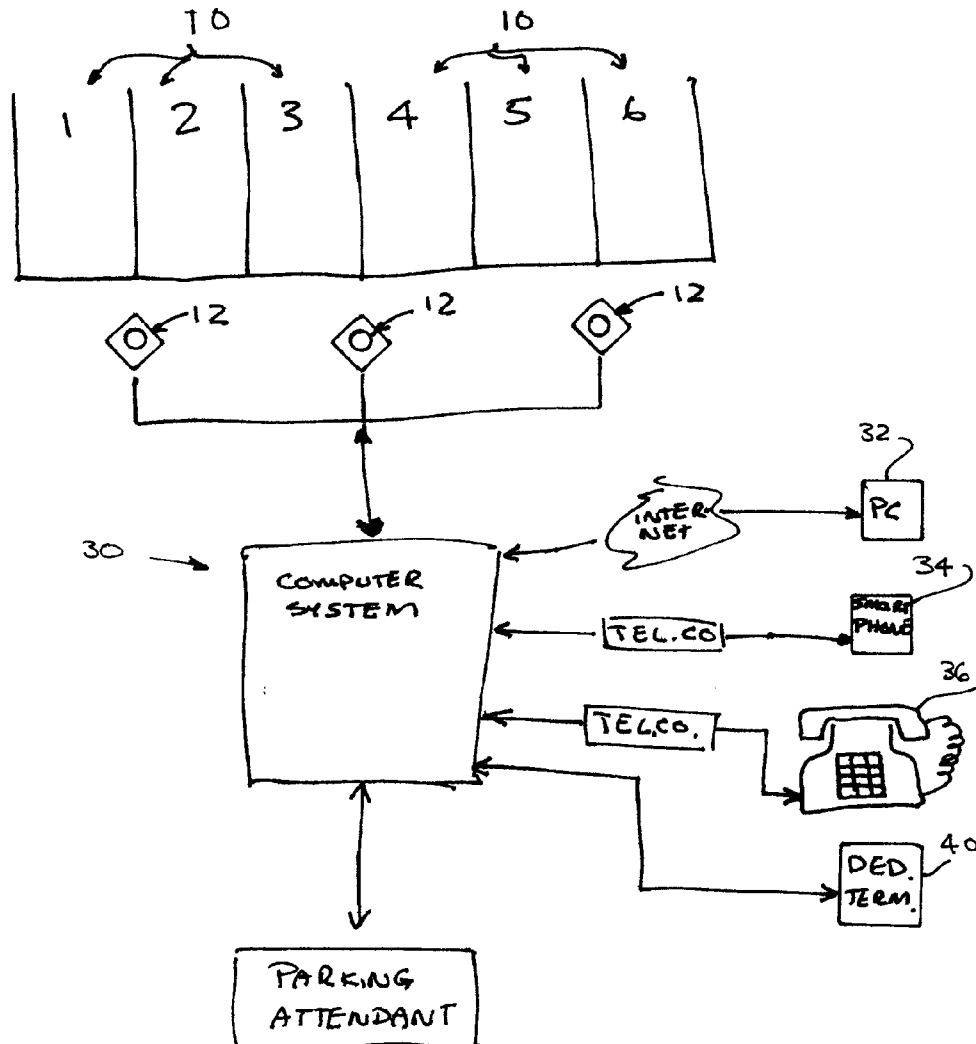 10 10
1 2 3 4 5 6
12 12 12
32
INTER-
NET
PC
30
COMPUTER
SYSTEM
34
SMART
PHONE
TEL.CO
36
TEL.CO.
40
DED.
TERM.
PARKING
ATTENDANT